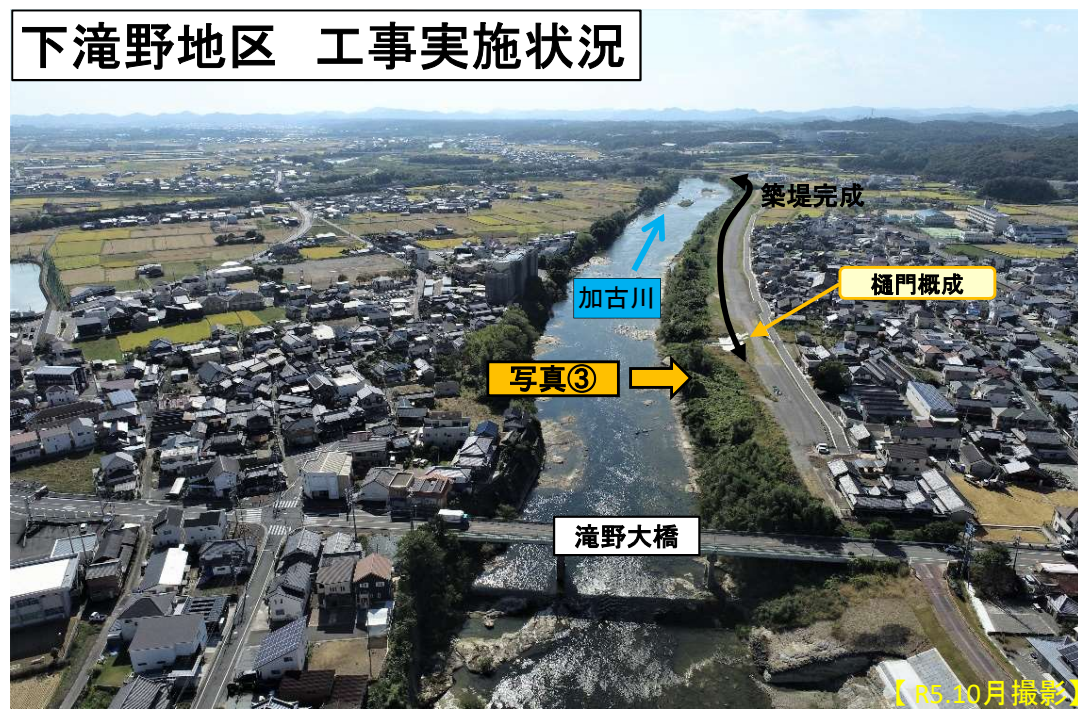 下滝野地区 工事実施状況
築堤完成
樋門概成
加古川
写真③
滝野大橋
【 R5.10月撮影】